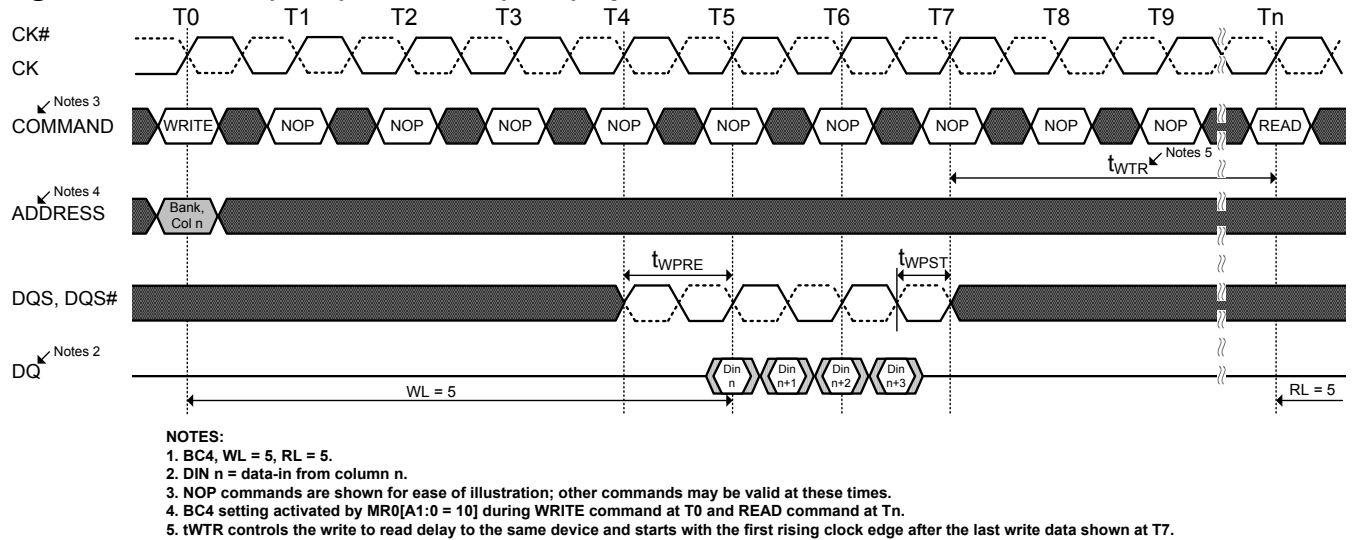 T0 T1 T2 T3 T4 T5 T6 T7 T8 T9 Tn
CK#
CK
Notes 3
COMMAND WRITE NOP NOP NOP NOP NOP NOP NOP NOP NOP READ
tWTR Notes 5
Notes 4
ADDRESS
Bank,
Col n
tWPRE tWPST
DQS, DQS#
Notes 2
DQ
Din
n
Din
n+1
Din
n+2
Din
n+3
WL = 5 RL = 5
NOTES:
1. BC4, WL = 5, RL = 5.
2. DIN n = data-in from column n.
3. NOP commands are shown for ease of illustration; other commands may be valid at these times.
4. BC4 setting activated by MR0[A1:0 = 10] during WRITE command at T0 and READ command at Tn.
5. tWTR controls the write to read delay to the same device and starts with the first rising clock edge after the last write data shown at T7.